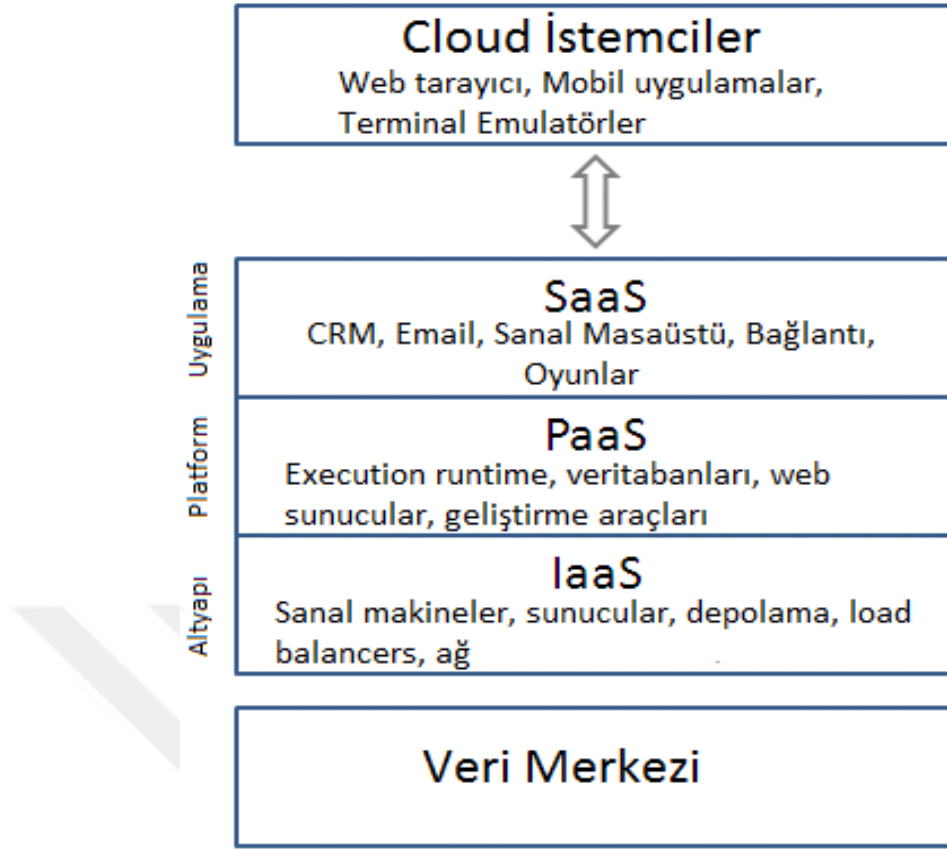 Cloud İstemciler
Web tarayıcı, Mobil uygulamalar,
Terminal Emulatörler
Uygulama
SaaS
CRM, Email, Sanal Masaüstü, Bağlantı,
Oyunlar
Platform
PaaS
Execution runtime, veritabanları, web
sunucular, geliştirme araçları
Altyapı
IaaS
Sanal makineler, sunucular, depolama, load
balancers, ağ
Veri Merkezi